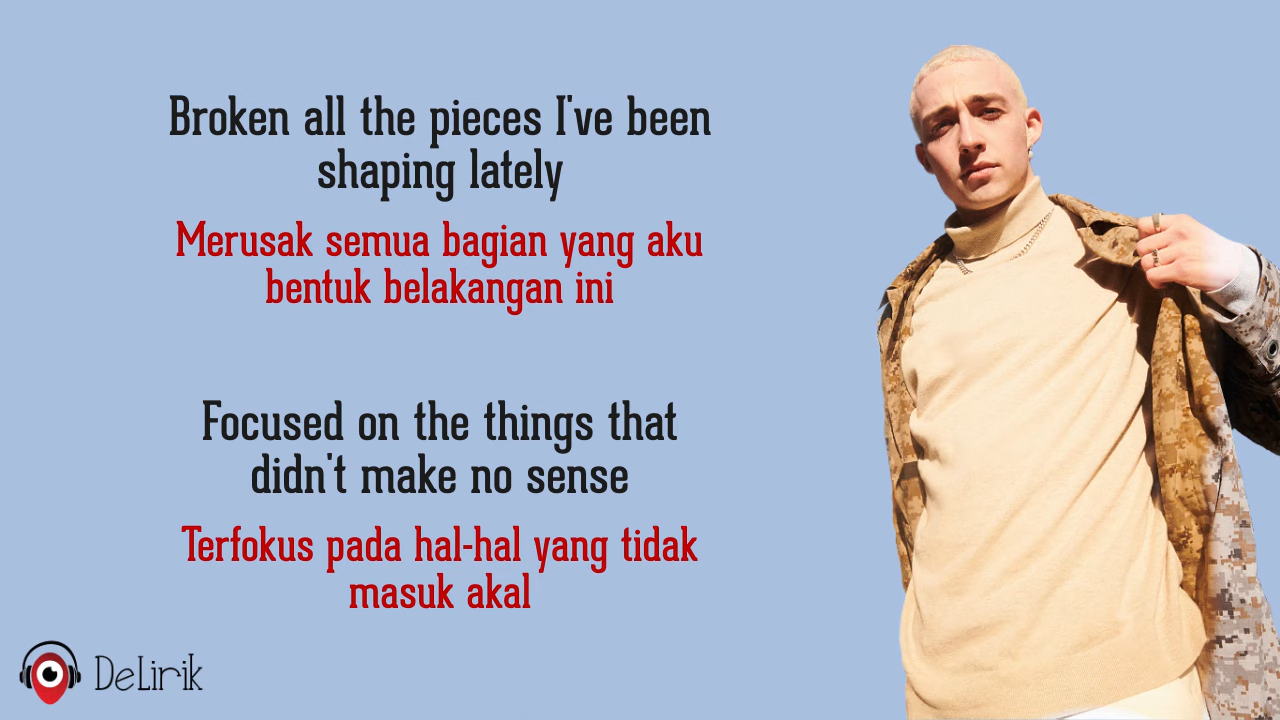 Broken all the pieces I've been
shaping lately
Merusak semua bagian yang aku
bentuk belakangan ini
Focused on the things that
didn't make no sense
Terfokus pada hal-hal yang tidak
masuk akal
DeLirik